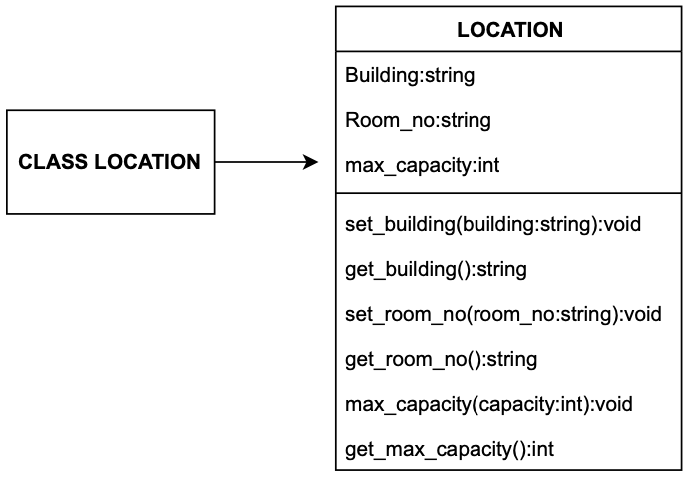 CLASS LOCATION
LOCATION
Building:string
Room_no:string
max_capacity:int
set_building(building:string):void
get_building():string
set_room_no(room_no:string):void
get_room_no():string
max_capacity(capacity:int):void
get_max_capacity():int